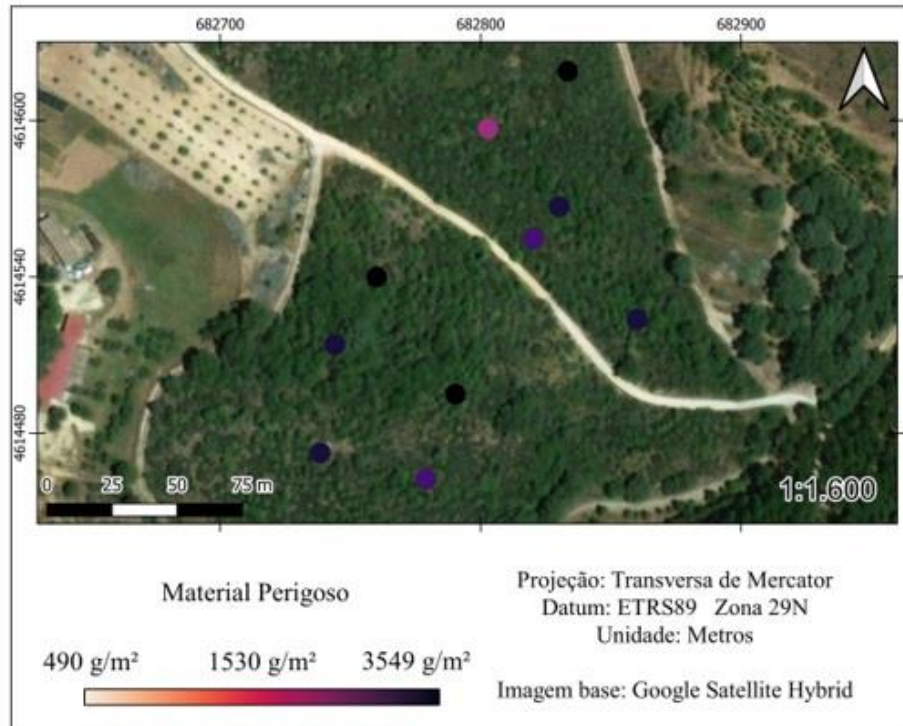 682700 682800 682900
4614600
4614540
4614480
0 25 50 75 m
1:1.600
Material Perigoso
490 g/m² 1530 g/m² 3549 g/m²
Projeção: Transversa de Mercator
Datum: ETRS89 Zona 29N
Unidade: Metros
Imagem base: Google Satellite Hybrid